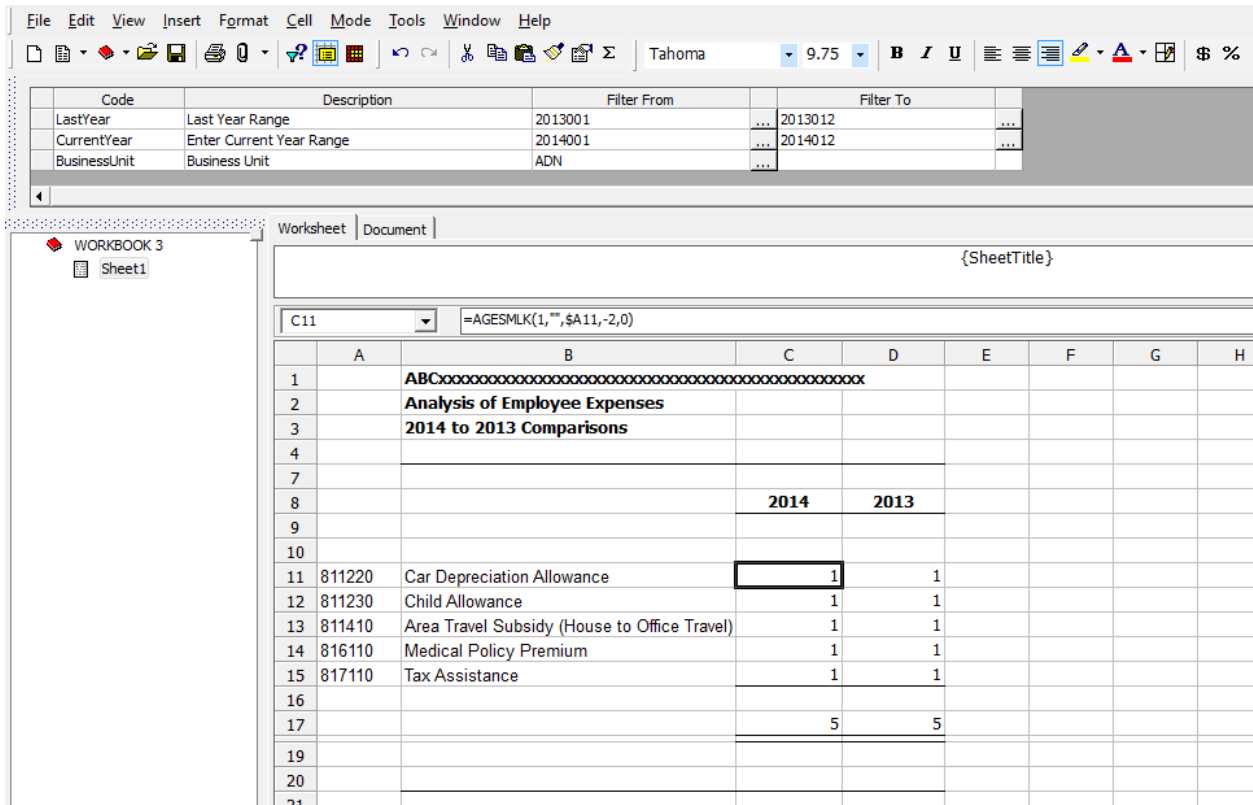 File Edit View Insert Format Cell Mode Tools Window Help
Tahoma 9.75 B I U A $ %
Code Description Filter From Filter To
LastYear Last Year Range 2013001 ... 2013012 ...
CurrentYear Enter Current Year Range 2014001 ... 2014012 ...
BusinessUnit Business Unit ADN ...
Worksheet Document
WORKBOOK 3
Sheet1
{SheetTitle}
C11 =AGESMLK(1,"",$A11,-2,0)
A B C D E F G H
1 ABCxxxxxxxxxxxxxxxxxxxxxxxxxxxxxxxxxxxxxxxxxxxxxxx
2 Analysis of Employee Expenses
3 2014 to 2013 Comparisons
4
7
8 2014 2013
9
10
11 811220 Car Depreciation Allowance 1 1
12 811230 Child Allowance 1 1
13 811410 Area Travel Subsidy (House to Office Travel) 1 1
14 816110 Medical Policy Premium 1 1
15 817110 Tax Assistance 1 1
16
17 5 5
19
20
21